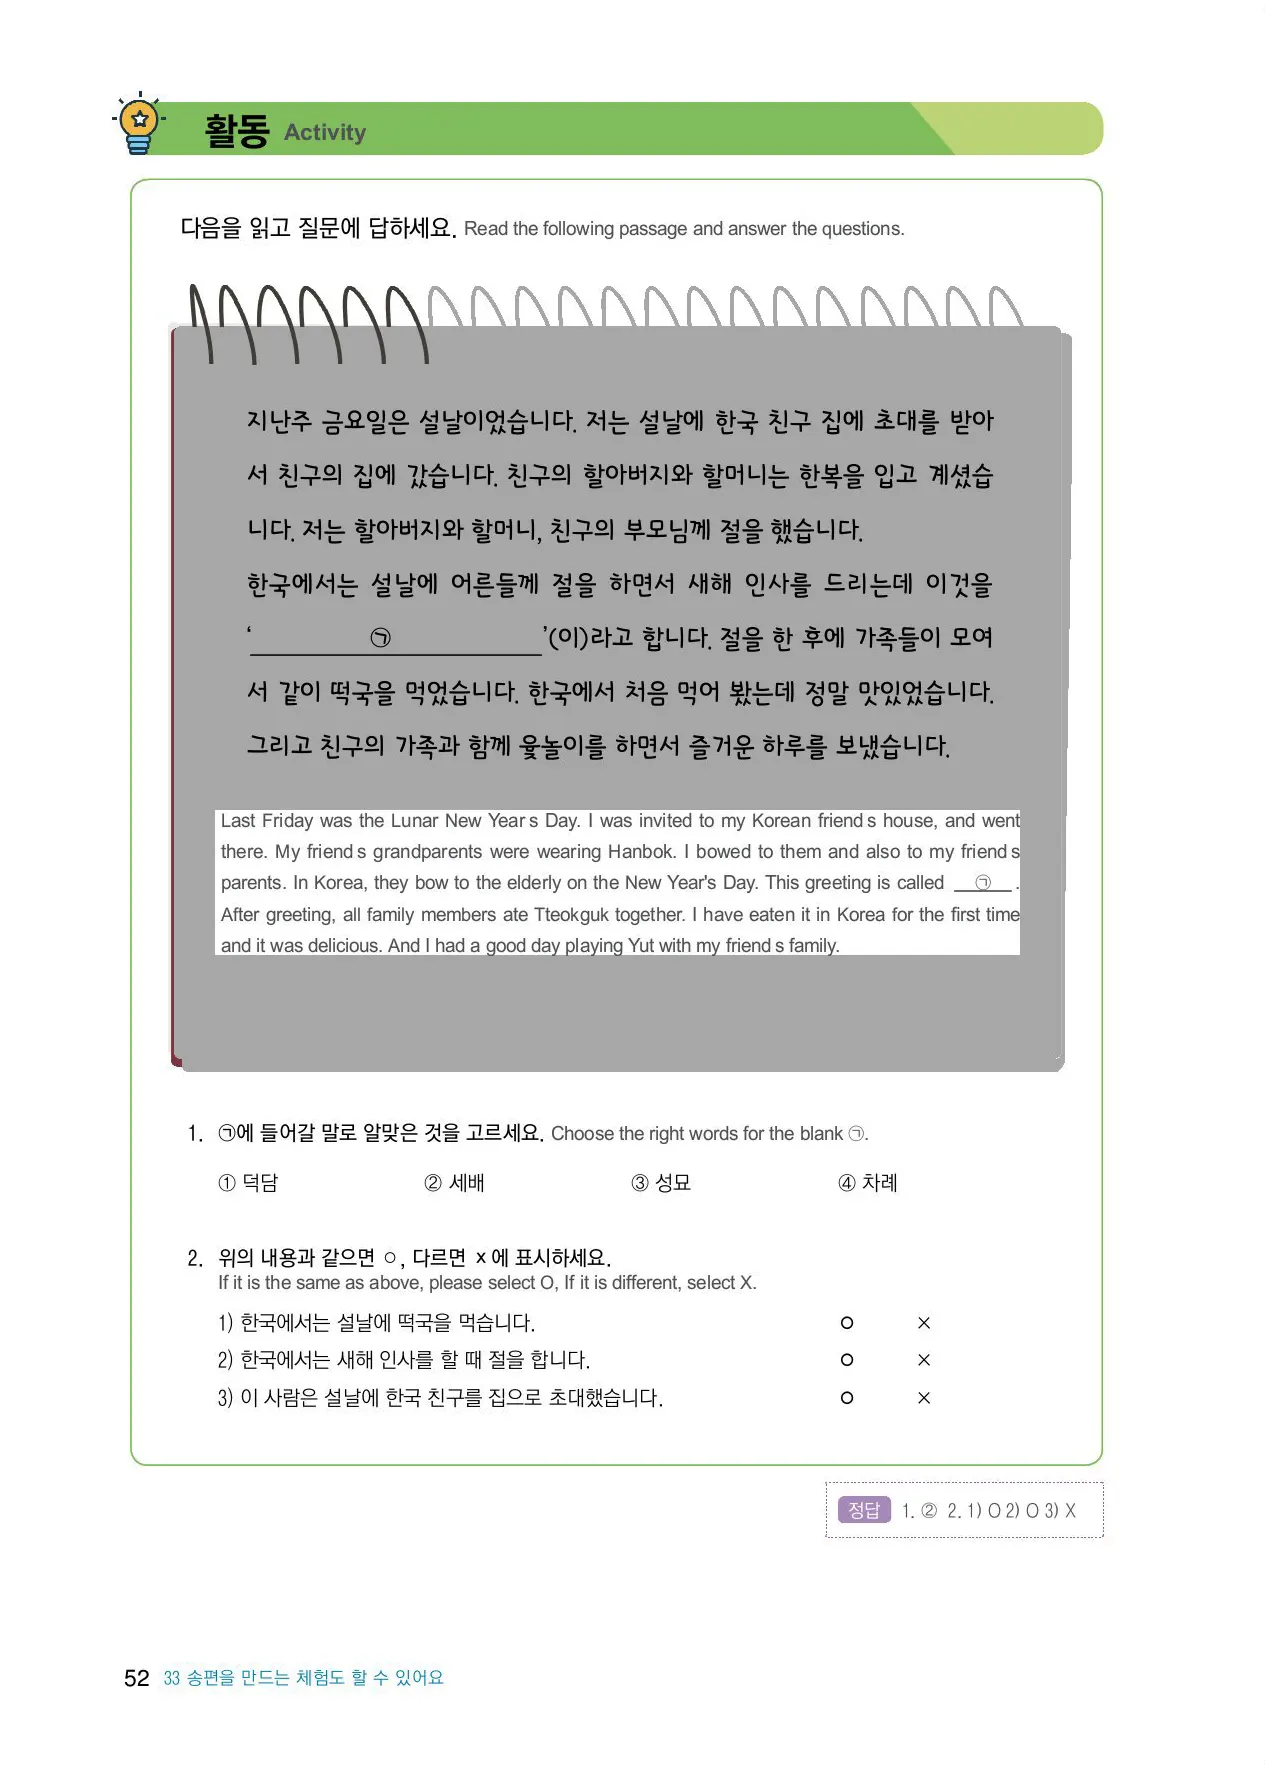 활동 Activity
다음을 읽고 질문에 답하세요. Read the following passage and answer the questions.
지난주 금요일은 설날이었습니다. 저는 설날에 한국 친구 집에 초대를 받아
서 친구의 집에 갔습니다. 친구의 할아버지와 할머니는 한복을 입고 계셨습
니다. 저는 할아버지와 할머니, 친구의 부모님께 절을 했습니다.
한국에서는 설날에 어른들께 절을 하면서 새해 인사를 드리는데 이것을
‘ ㉠ ’(이)라고 합니다. 절을 한 후에 가족들이 모여
서 같이 떡국을 먹었습니다. 한국에서 처음 먹어 봤는데 정말 맛있었습니다.
그리고 친구의 가족과 함께 윷놀이를 하면서 즐거운 하루를 보냈습니다.
Last Friday was the Lunar New Year s Day. I was invited to my Korean friend s house, and went
there. My friend s grandparents were wearing Hanbok. I bowed to them and also to my friend s
parents. In Korea, they bow to the elderly on the New Year's Day. This greeting is called ㉠ .
After greeting, all family members ate Tteokguk together. I have eaten it in Korea for the first time
and it was delicious. And I had a good day playing Yut with my friend s family.
1. ㉠에 들어갈 말로 알맞은 것을 고르세요. Choose the right words for the blank ㉠.
① 덕담 ② 세배 ③ 성묘 ④ 차례
2. 위의 내용과 같으면 ㅇ, 다르면 x에 표시하세요.
If it is the same as above, please select O, If it is different, select X.
1) 한국에서는 설날에 떡국을 먹습니다. ㅇ ×
2) 한국에서는 새해 인사를 할 때 절을 합니다. ㅇ ×
3) 이 사람은 설날에 한국 친구를 집으로 초대했습니다. ㅇ ×
정답 1. ② 2. 1) O 2) O 3) X
52 33 송편을 만드는 체험도 할 수 있어요